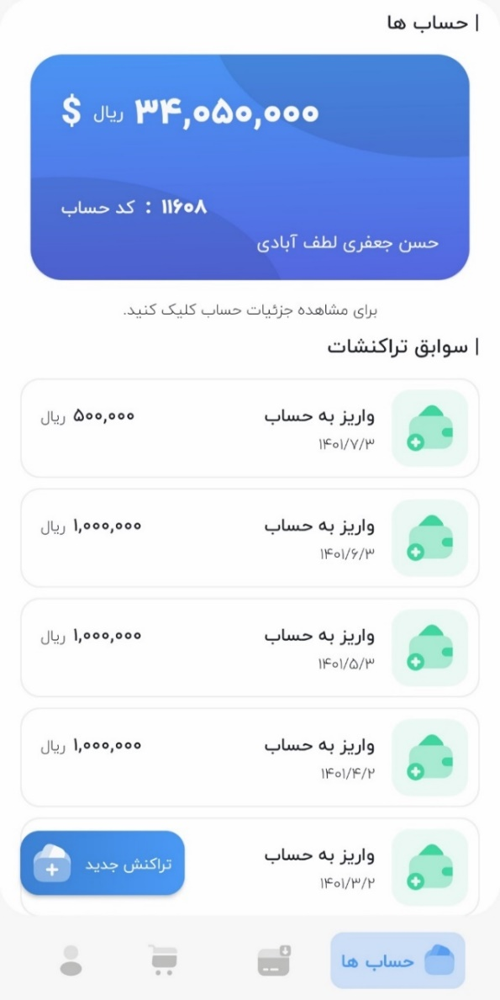 حساب ها
۳۴,۰۵۰,۰۰۰ ریال $
کد حساب : ۱۱۶۰۸
حسن جعفری لطف آبادی
برای مشاهده جزئیات حساب کلیک کنید.
سوابق تراکنشات
واریز به حساب ۵۰۰,۰۰۰ ریال
۱۴۰۱/۷/۳
واریز به حساب ۱,۰۰۰,۰۰۰ ریال
۱۴۰۱/۶/۳
واریز به حساب ۱,۰۰۰,۰۰۰ ریال
۱۴۰۱/۵/۳
واریز به حساب ۱,۰۰۰,۰۰۰ ریال
۱۴۰۱/۴/۲
واریز به حساب
۱۴۰۱/۳/۲
تراکنش جدید
حساب ها